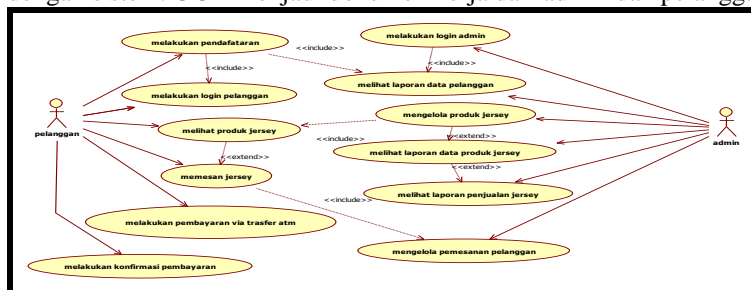 melakukan pendafataran
melakukan login admin
<<include>>
<<include>>
melihat laporan data pelanggan
melakukan login pelanggan
mengelola produk jersey
pelanggan
melihat produk jersey
<<include>>
<<extend>>
admin
melihat laporan data produk jersey
<<extend>>
<<extend>>
memesan jersey
melihat laporan penjualan jersey
<<include>>
melakukan pembayaran via trasfer atm
mengelola pemesanan pelanggan
melakukan konfirmasi pembayaran